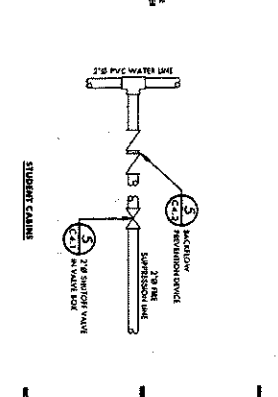 2"Ø PVC WATER LINE
5
C4.2
BACKFLOW
PREVENTION DEVICE
2"Ø FIRE
SUPPRESSION LINE
5
C4.1
2"Ø SHUTOFF VALVE
IN VALVE BOX
STUDENT CABINS